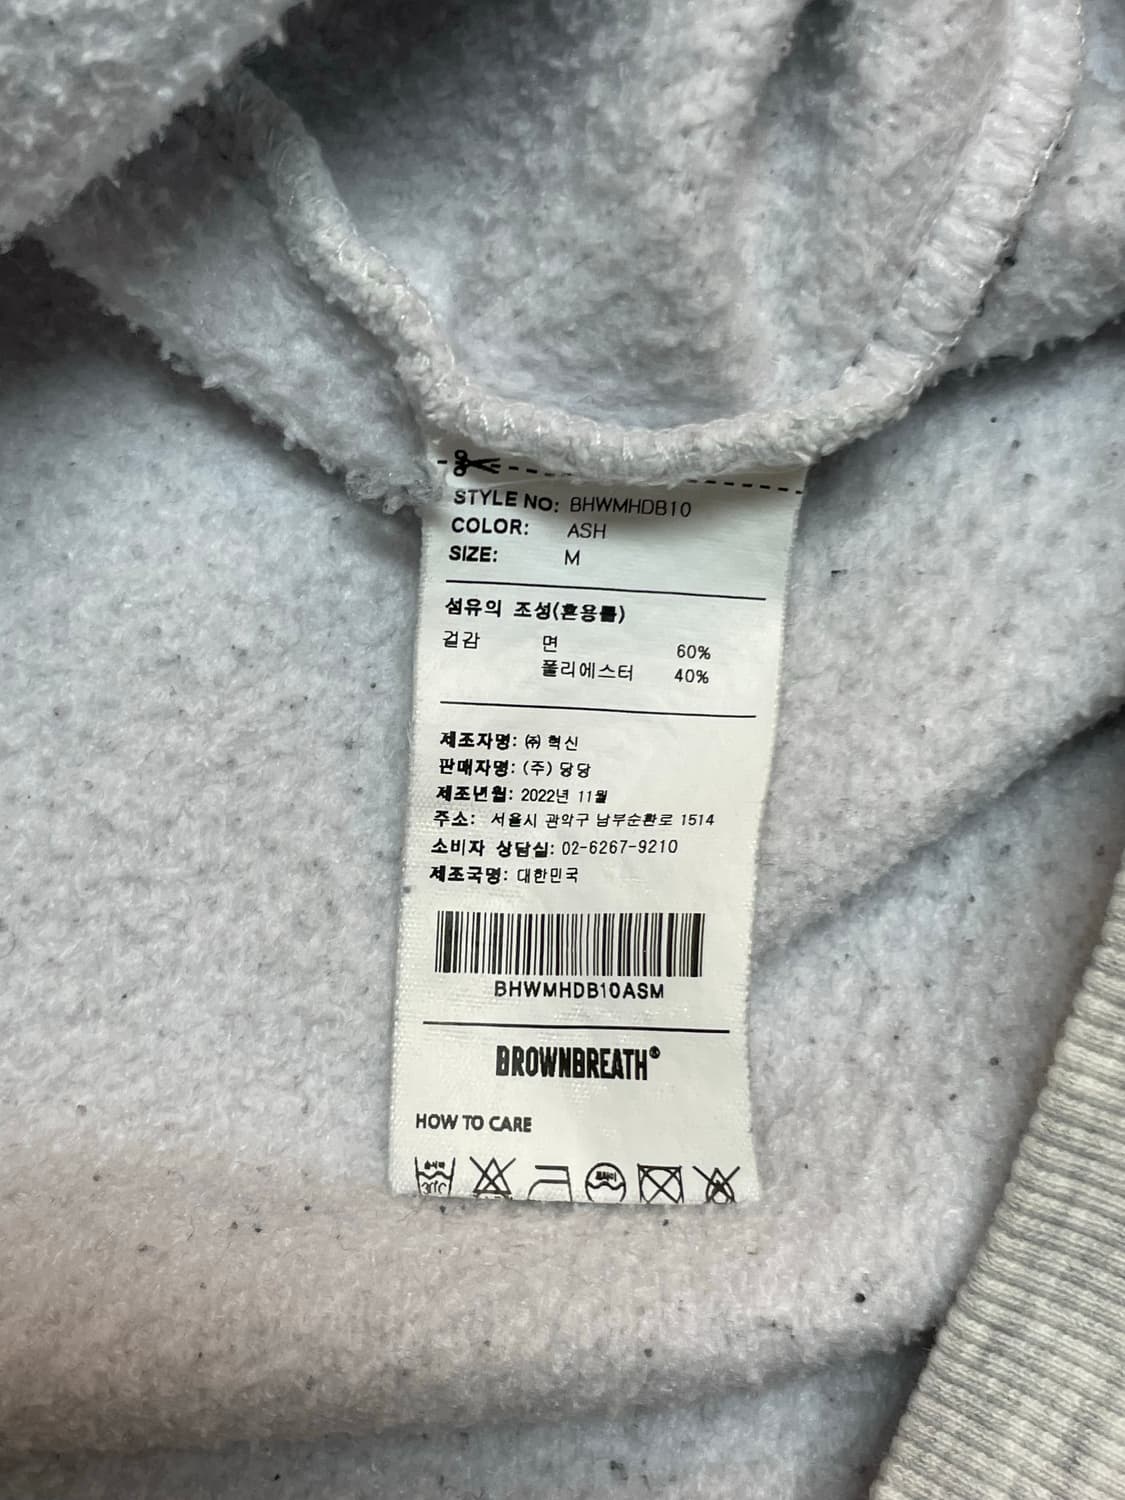 STYLE NO: BHWMHDB10
COLOR: ASH
SIZE: M
섬유의 조성(혼용률)
겉감 면 60%
폴리에스터 40%
제조자명: ㈜ 혁신
판매자명: (주) 당당
제조년월: 2022년 11월
주소: 서울시 관악구 남부순환로 1514
소비자 상담실: 02-6267-9210
제조국명: 대한민국
BHWMHDB10ASM
BROWNBREATH®
HOW TO CARE
손세탁
30℃